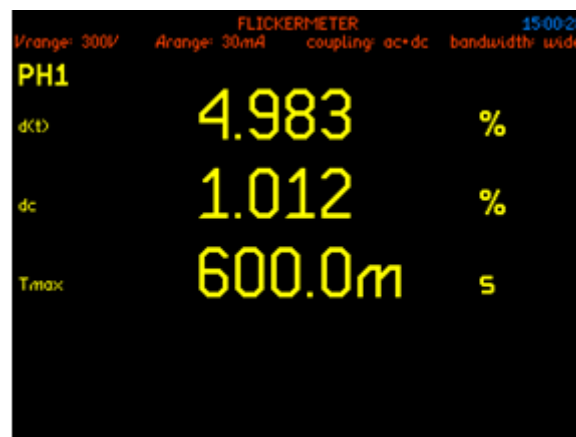 FLICKERMETER 15:00:2
Vrange: 300V Arange: 30mA coupling: ac+dc bandwidth: wide
PH1
d(t) 4.983 %
dc 1.012 %
Tmax 600.0m s